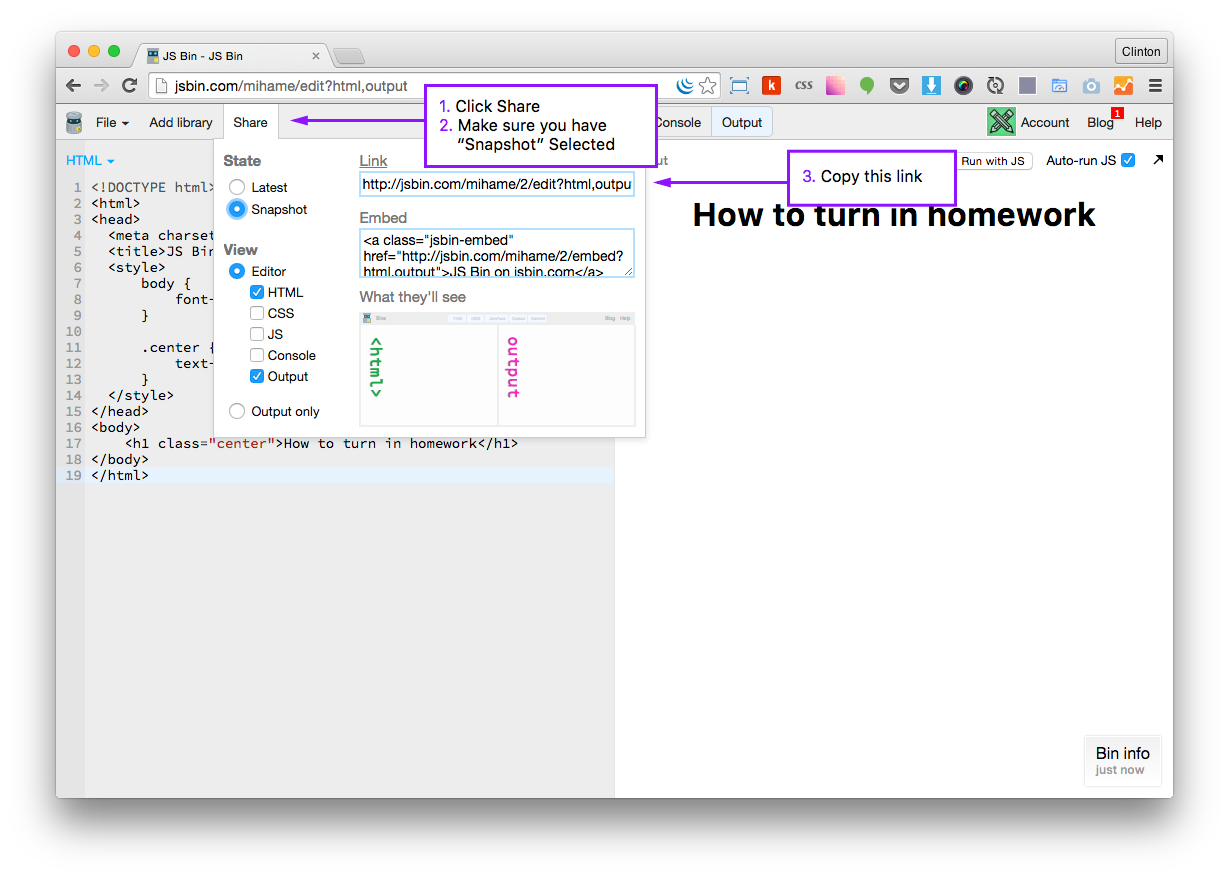 JS Bin - JS Bin
Clinton
jsbin.com/mihame/edit?html,output
k
css
1. Click Share
2. Make sure you have
“Snapshot” Selected
File
Add library
Share
Console
Output
Account
Blog
1
Help
HTML
Run with JS
Auto-run JS
3. Copy this link
State
Latest
Snapshot
View
Editor
HTML
CSS
JS
Console
Output
Output only
Link
http://jsbin.com/mihame/2/edit?html,outpu
Embed
<a class="jsbin-embed"
href="http://jsbin.com/mihame/2/embed?
html,output">JS Bin on jsbin.com</a>
What they'll see
Blog Help
<html>
output
1 <!DOCTYPE html>
2 <html>
3 <head>
4 <meta charset
5 <title>JS Bin
6 <style>
7 body {
8 font-
9 }
10
11 .center {
12 text-
13 }
14 </style>
15 </head>
16 <body>
17 <h1 class="center">How to turn in homework</h1>
18 </body>
19 </html>
How to turn in homework
Bin info
just now